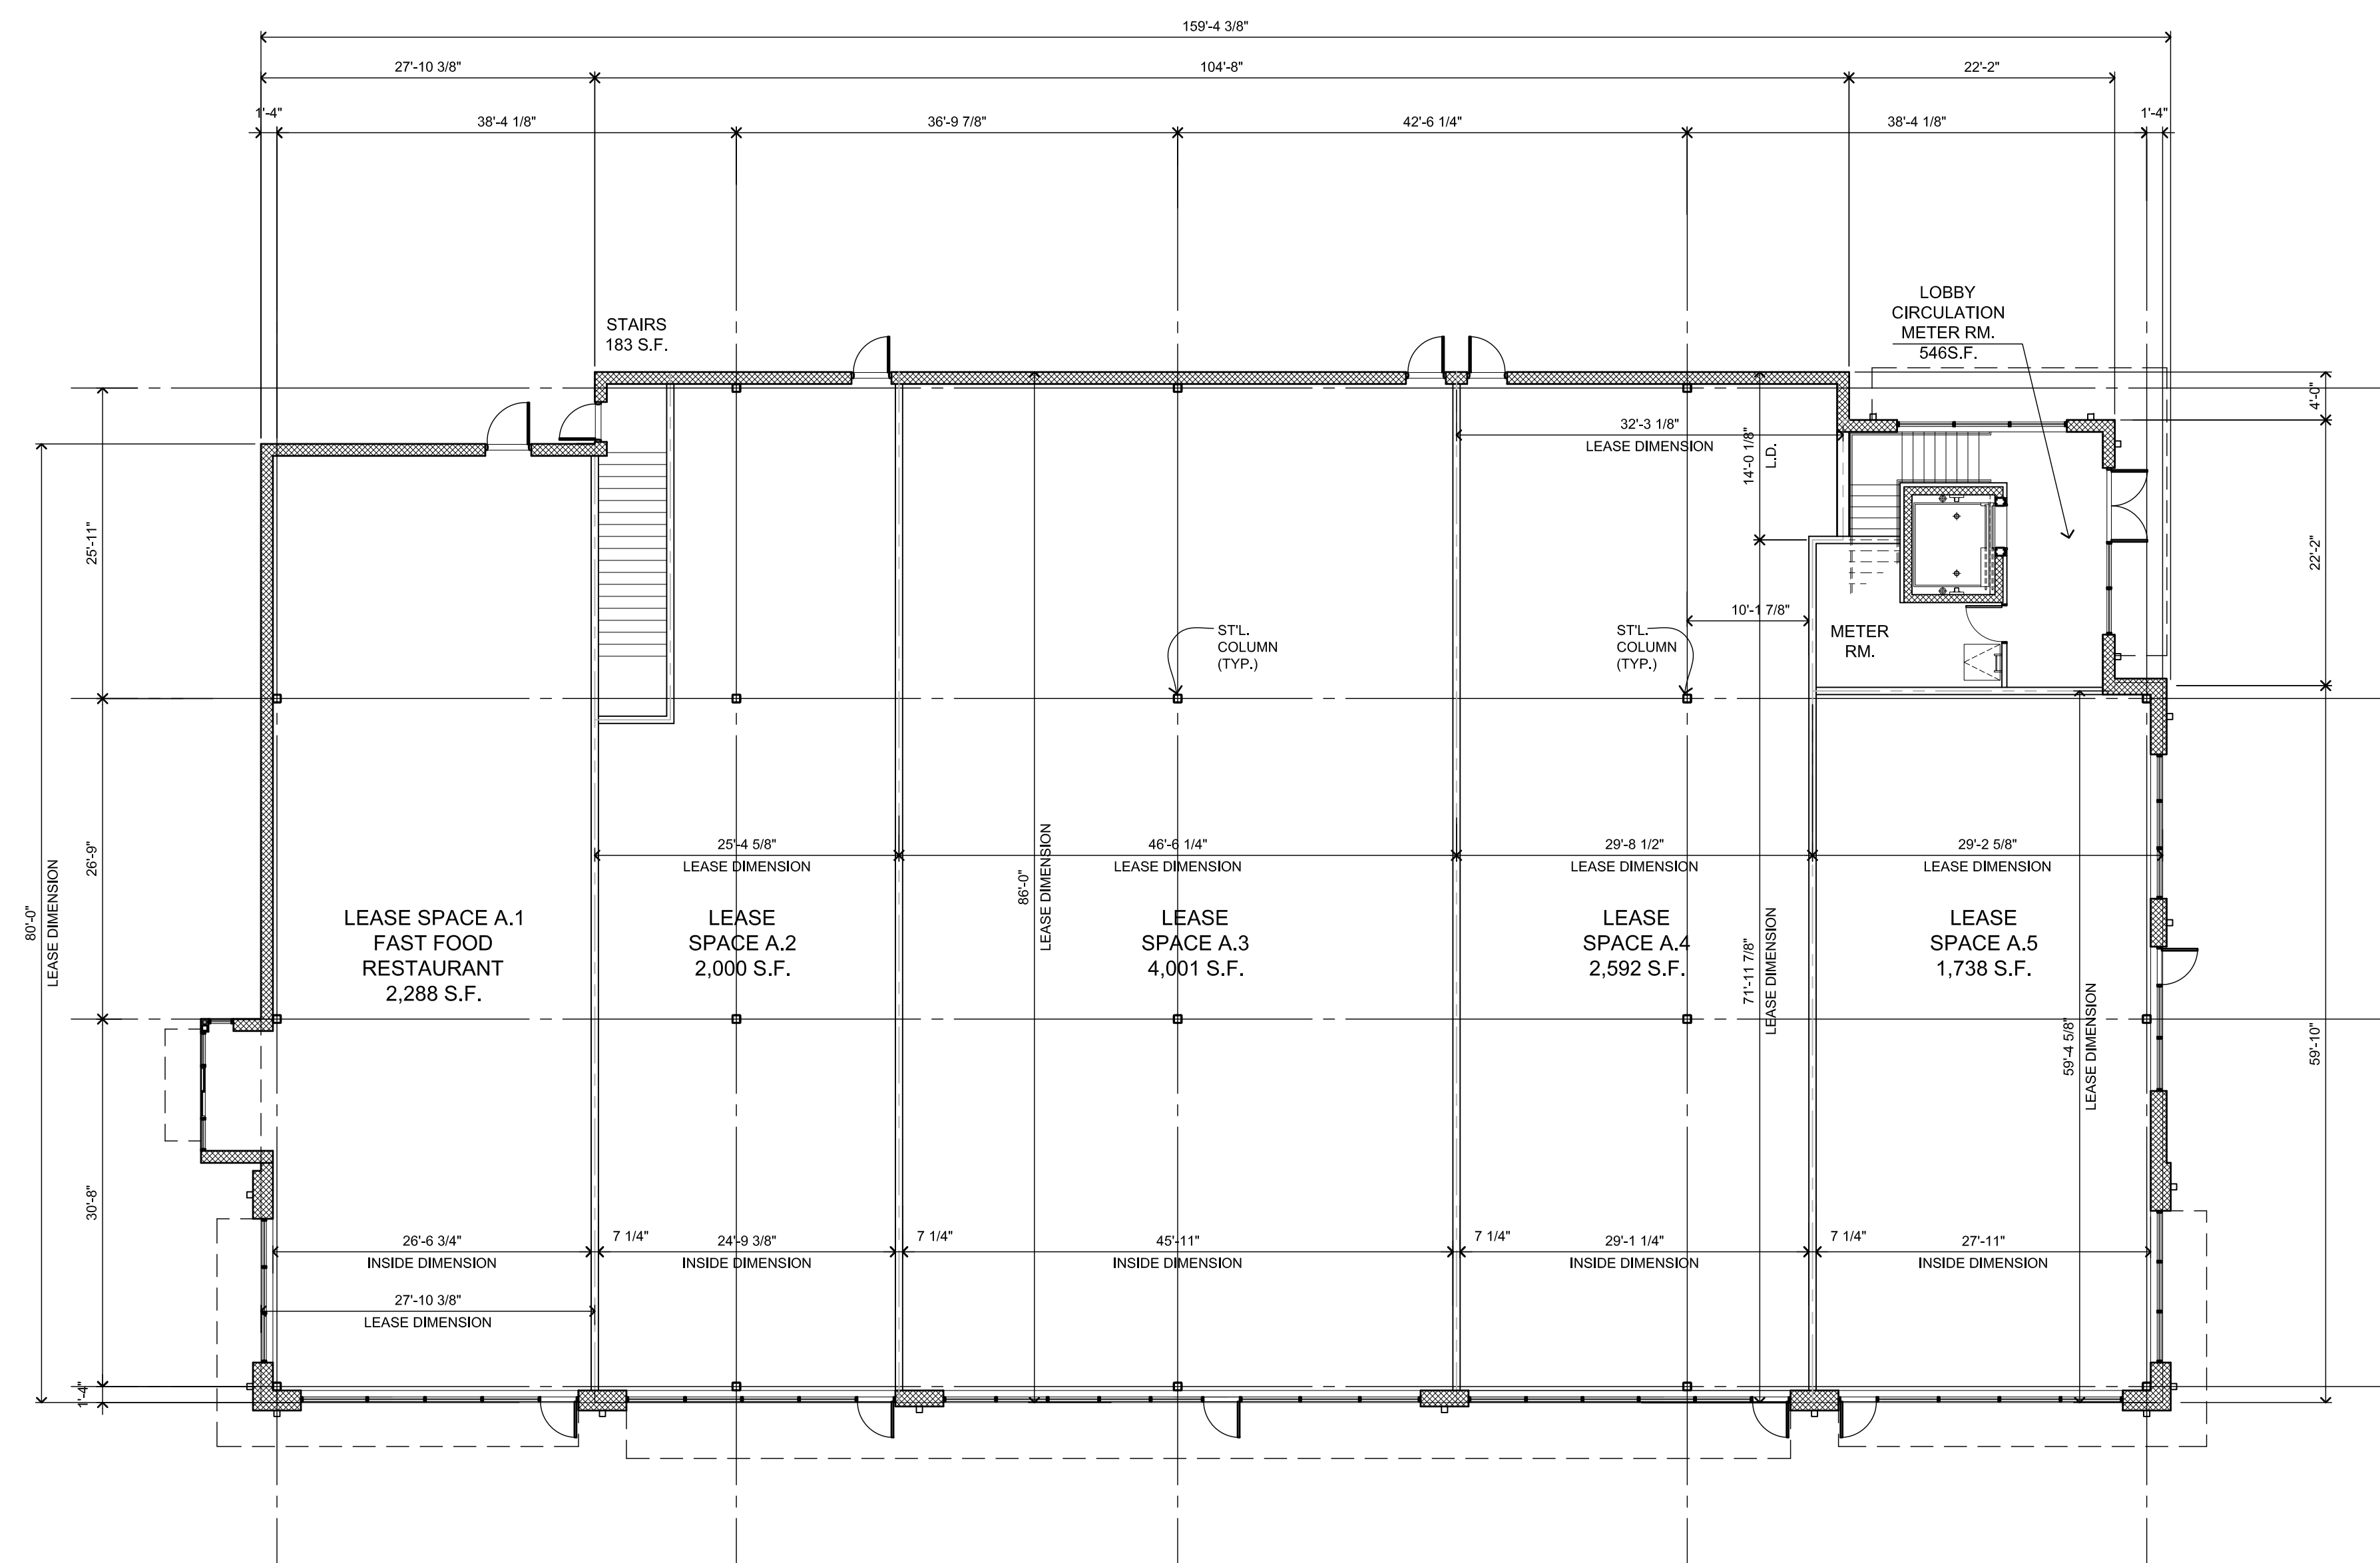 159'-4 3/8"
27'-10 3/8"
104'-8"
22'-2"
1'-4"
38'-4 1/8"
36'-9 7/8"
42'-6 1/4"
38'-4 1/8"
1'-4"
STAIRS
183 S.F.
LOBBY
CIRCULATION
METER RM.
546S.F.
4'-0"
32'-3 1/8"
LEASE DIMENSION
14'-0 1/8"
L.D.
25'-11"
22'-2"
10'-1 7/8"
ST'L.
COLUMN
(TYP.)
ST'L.
COLUMN
(TYP.)
METER
RM.
26'-9"
80'-0"
LEASE DIMENSION
25'-4 5/8"
LEASE DIMENSION
86'-0"
LEASE DIMENSION
46'-6 1/4"
LEASE DIMENSION
29'-8 1/2"
LEASE DIMENSION
29'-2 5/8"
LEASE DIMENSION
LEASE SPACE A.1
FAST FOOD
RESTAURANT
2,288 S.F.
LEASE
SPACE A.2
2,000 S.F.
LEASE
SPACE A.3
4,001 S.F.
LEASE
SPACE A.4
2,592 S.F.
71'-11 7/8"
LEASE DIMENSION
LEASE
SPACE A.5
1,738 S.F.
59'-4 5/8"
LEASE DIMENSION
59'-10"
30'-8"
26'-6 3/4"
INSIDE DIMENSION
7 1/4"
24'-9 3/8"
INSIDE DIMENSION
7 1/4"
45'-11"
INSIDE DIMENSION
7 1/4"
29'-1 1/4"
INSIDE DIMENSION
7 1/4"
27'-11"
INSIDE DIMENSION
27'-10 3/8"
LEASE DIMENSION
1'-4"